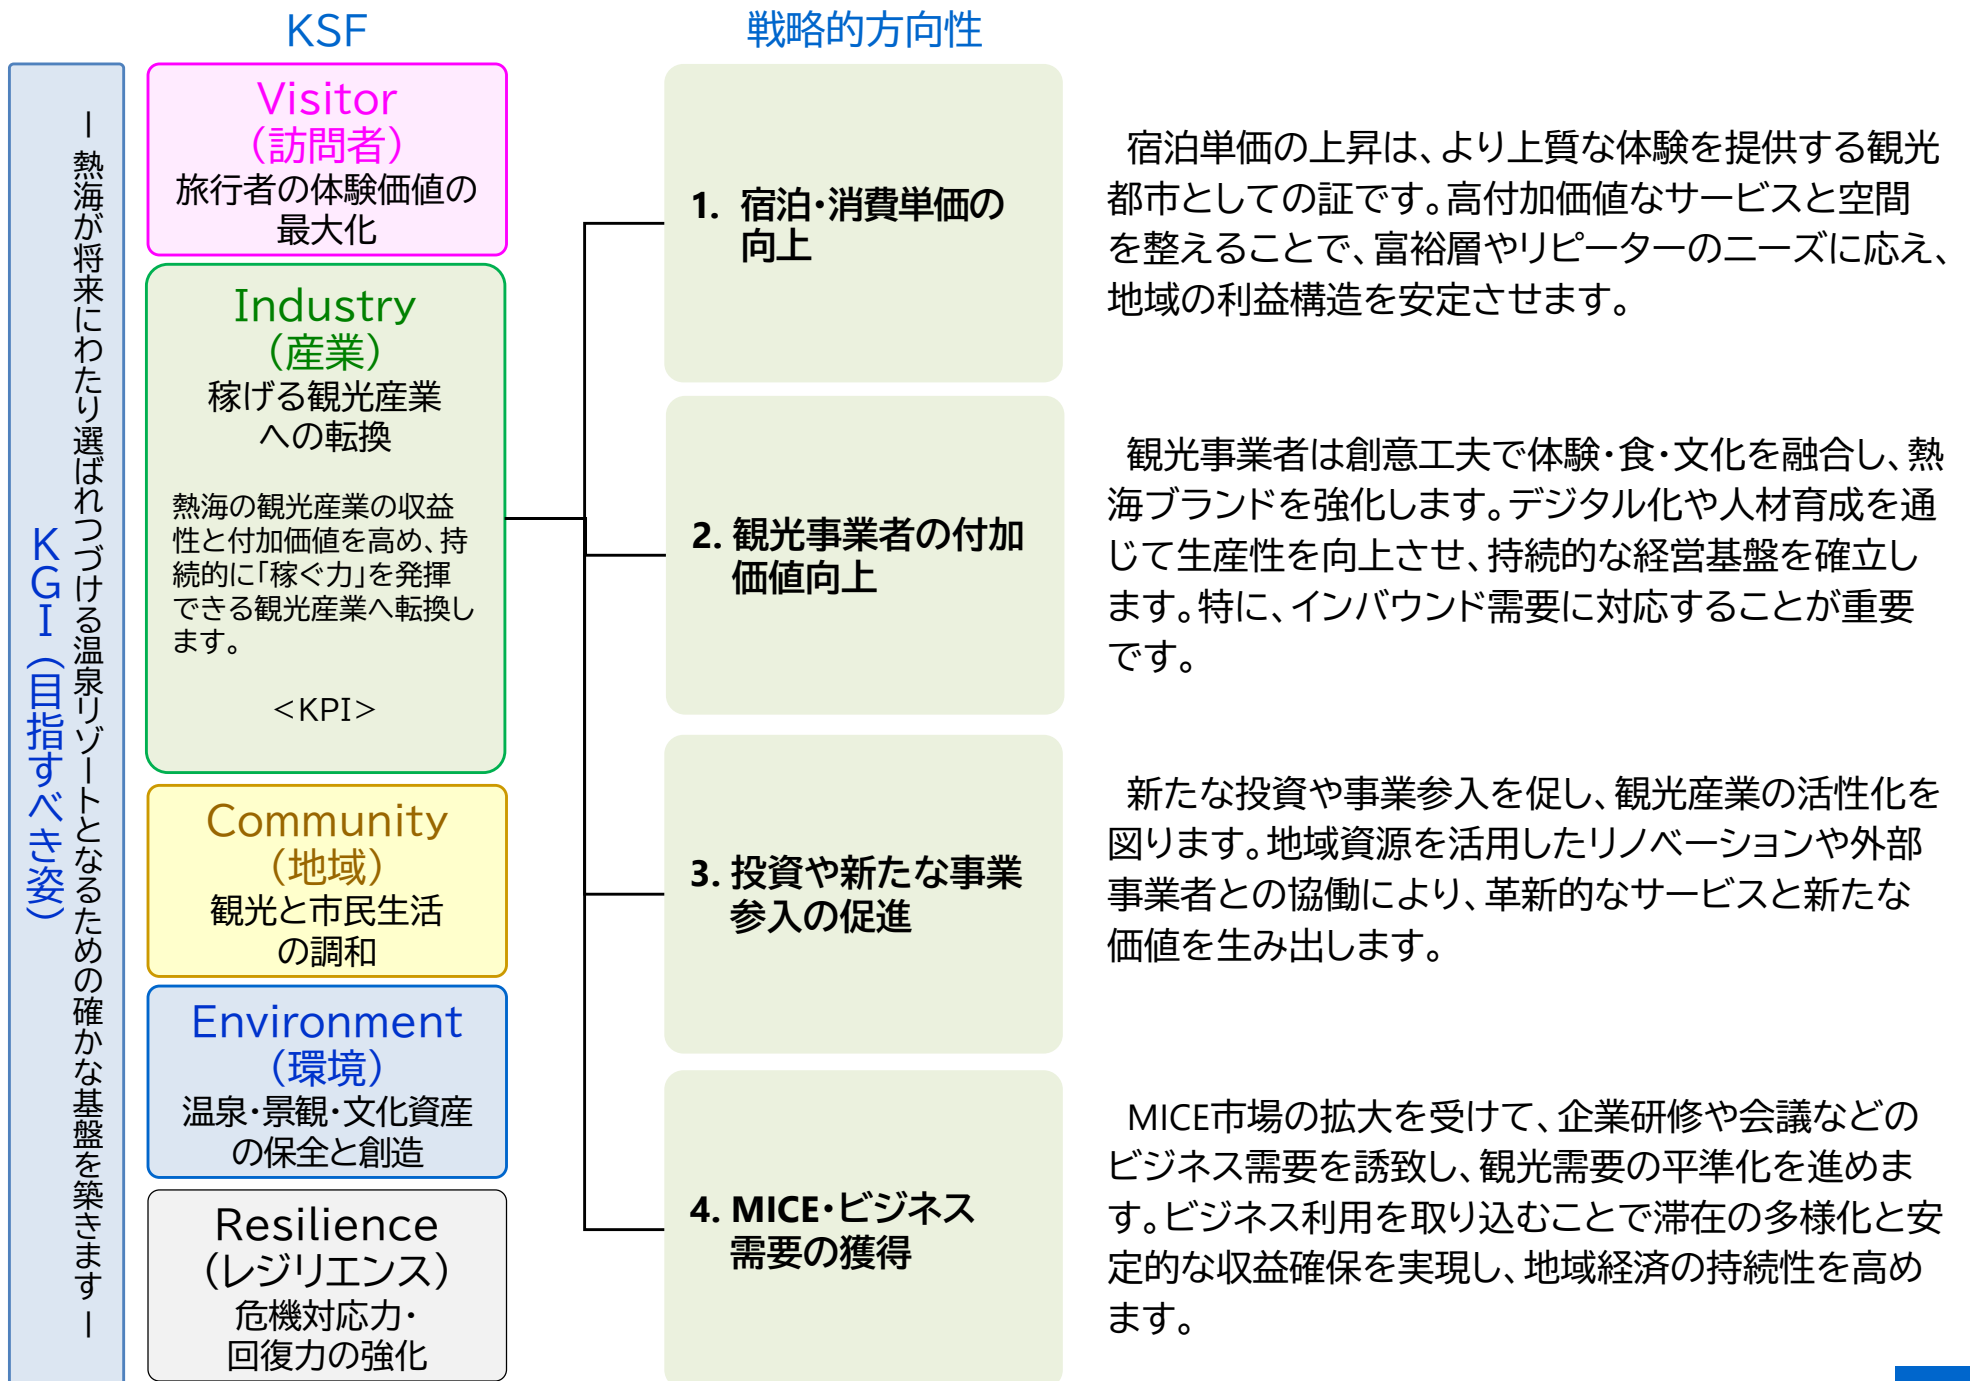 KSF
戦略的方向性
KGI（目指すべき姿）
ー 熱海が将来にわたり選ばれつづける温泉リゾートとなるための確かな基盤を築きます ー
Visitor
（訪問者）
旅行者の体験価値の
最大化
Industry
（産業）
稼げる観光産業
への転換
熱海の観光産業の収益
性と付加価値を高め、持
続的に「稼ぐ力」を発揮
できる観光産業へ転換し
ます。
＜KPI＞
Community
（地域）
観光と市民生活
の調和
Environment
（環境）
温泉・景観・文化資産
の保全と創造
Resilience
（レジリエンス）
危機対応力・
回復力の強化
1. 宿泊・消費単価の
向上
宿泊単価の上昇は、より上質な体験を提供する観光
都市としての証です。高付加価値なサービスと空間
を整えることで、富裕層やリピーターのニーズに応え、
地域の利益構造を安定させます。
2. 観光事業者の付加
価値向上
観光事業者は創意工夫で体験・食・文化を融合し、熱
海ブランドを強化します。デジタル化や人材育成を通
じて生産性を向上させ、持続的な経営基盤を確立し
ます。特に、インバウンド需要に対応することが重要
です。
3. 投資や新たな事業
参入の促進
新たな投資や事業参入を促し、観光産業の活性化を
図ります。地域資源を活用したリノベーションや外部
事業者との協働により、革新的なサービスと新たな
価値を生み出します。
4. MICE・ビジネス
需要の獲得
MICE市場の拡大を受けて、企業研修や会議などの
ビジネス需要を誘致し、観光需要の平準化を進めま
す。ビジネス利用を取り込むことで滞在の多様化と安
定的な収益確保を実現し、地域経済の持続性を高め
ます。